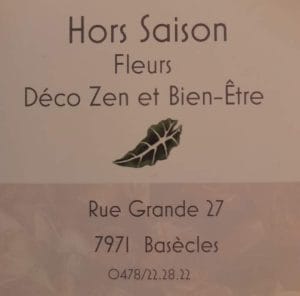 Hors Saison
Fleurs
Déco Zen et Bien-Être
Rue Grande 27
7971 Basècles
0478/22.28.22